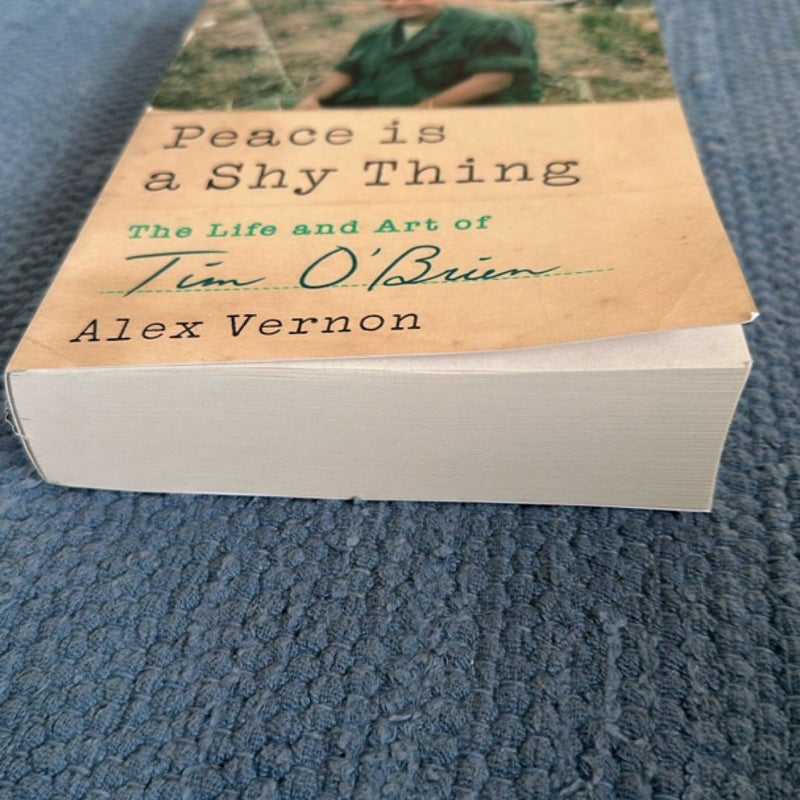 Peace is
a Shy Thing
The Life and Art of
Tim O'Brien
Alex Vernon